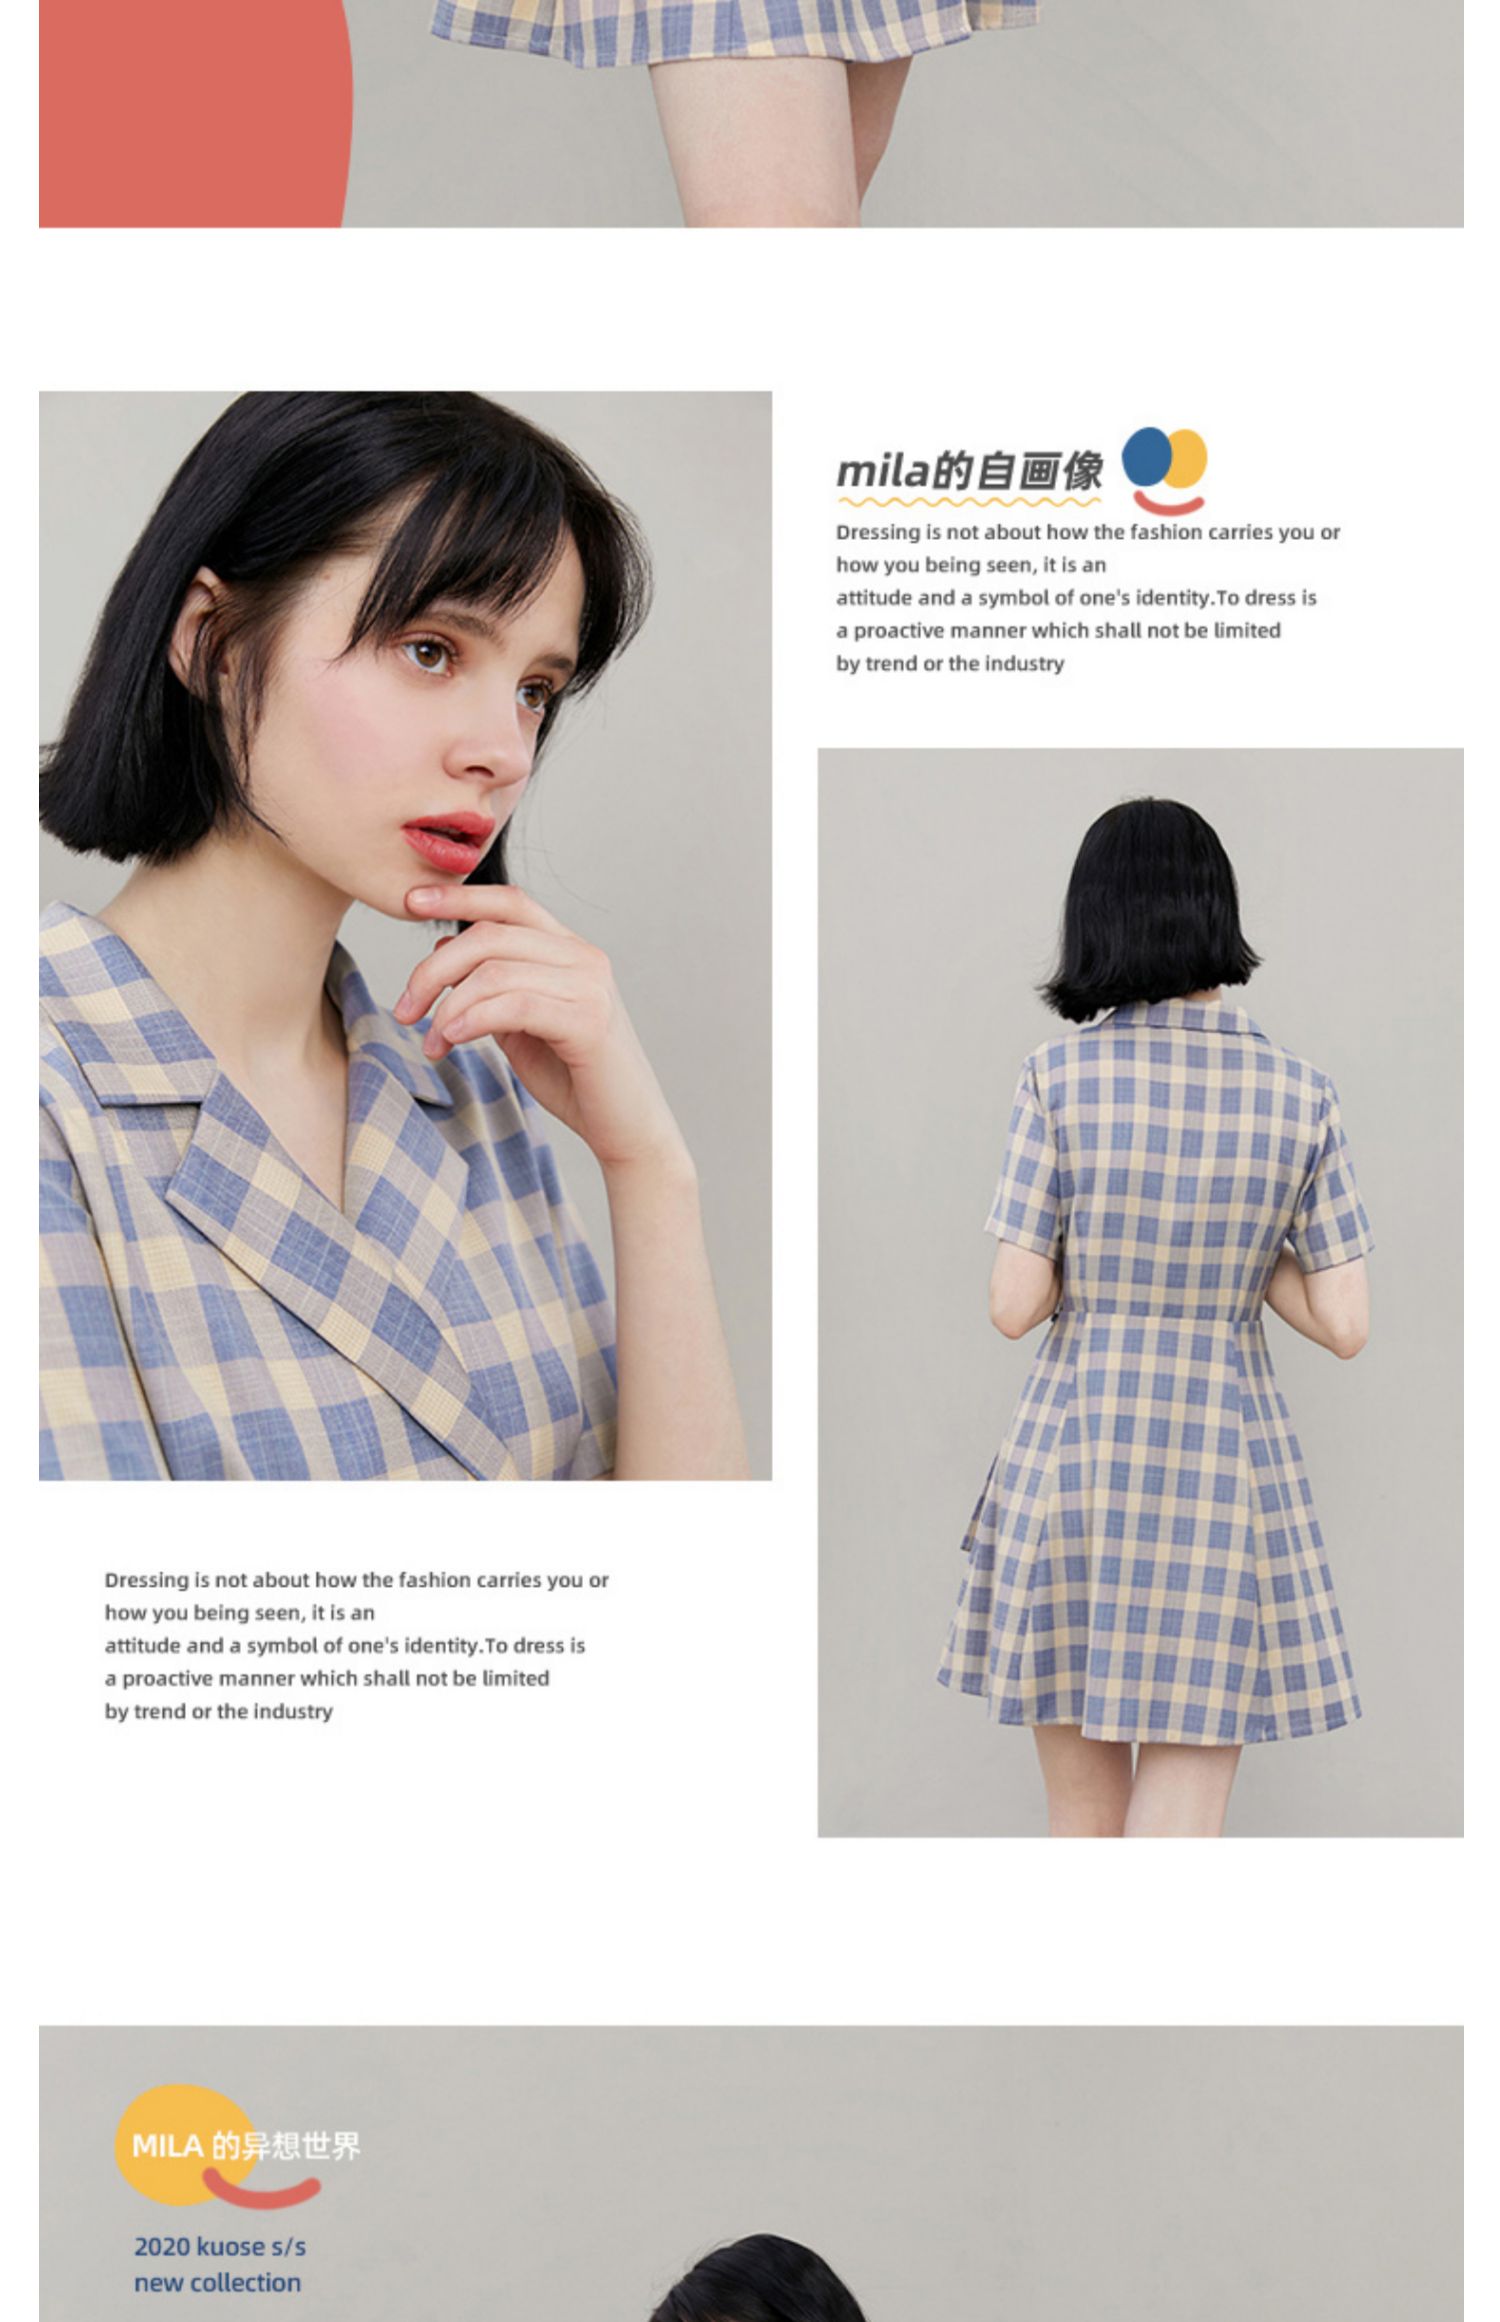 mila的自画像
Dressing is not about how the fashion carries you or
how you being seen, it is an
attitude and a symbol of one's identity.To dress is
a proactive manner which shall not be limited
by trend or the industry
Dressing is not about how the fashion carries you or
how you being seen, it is an
attitude and a symbol of one's identity.To dress is
a proactive manner which shall not be limited
by trend or the industry
MILA 的异想世界
2020 kuose s/s
new collection